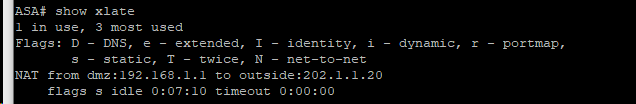 ASA# show xlate
1 in use, 3 most used
Flags: D - DNS, e - extended, I - identity, i - dynamic, r - portmap,
       s - static, T - twice, N - net-to-net
NAT from dmz:192.168.1.1 to outside:202.1.1.20
    flags s idle 0:07:10 timeout 0:00:00